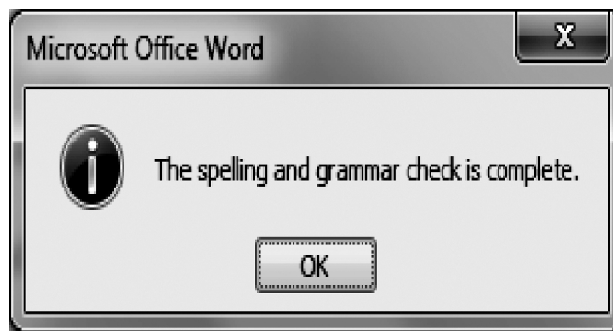 Microsoft Office Word
X
The spelling and grammar check is complete.
OK